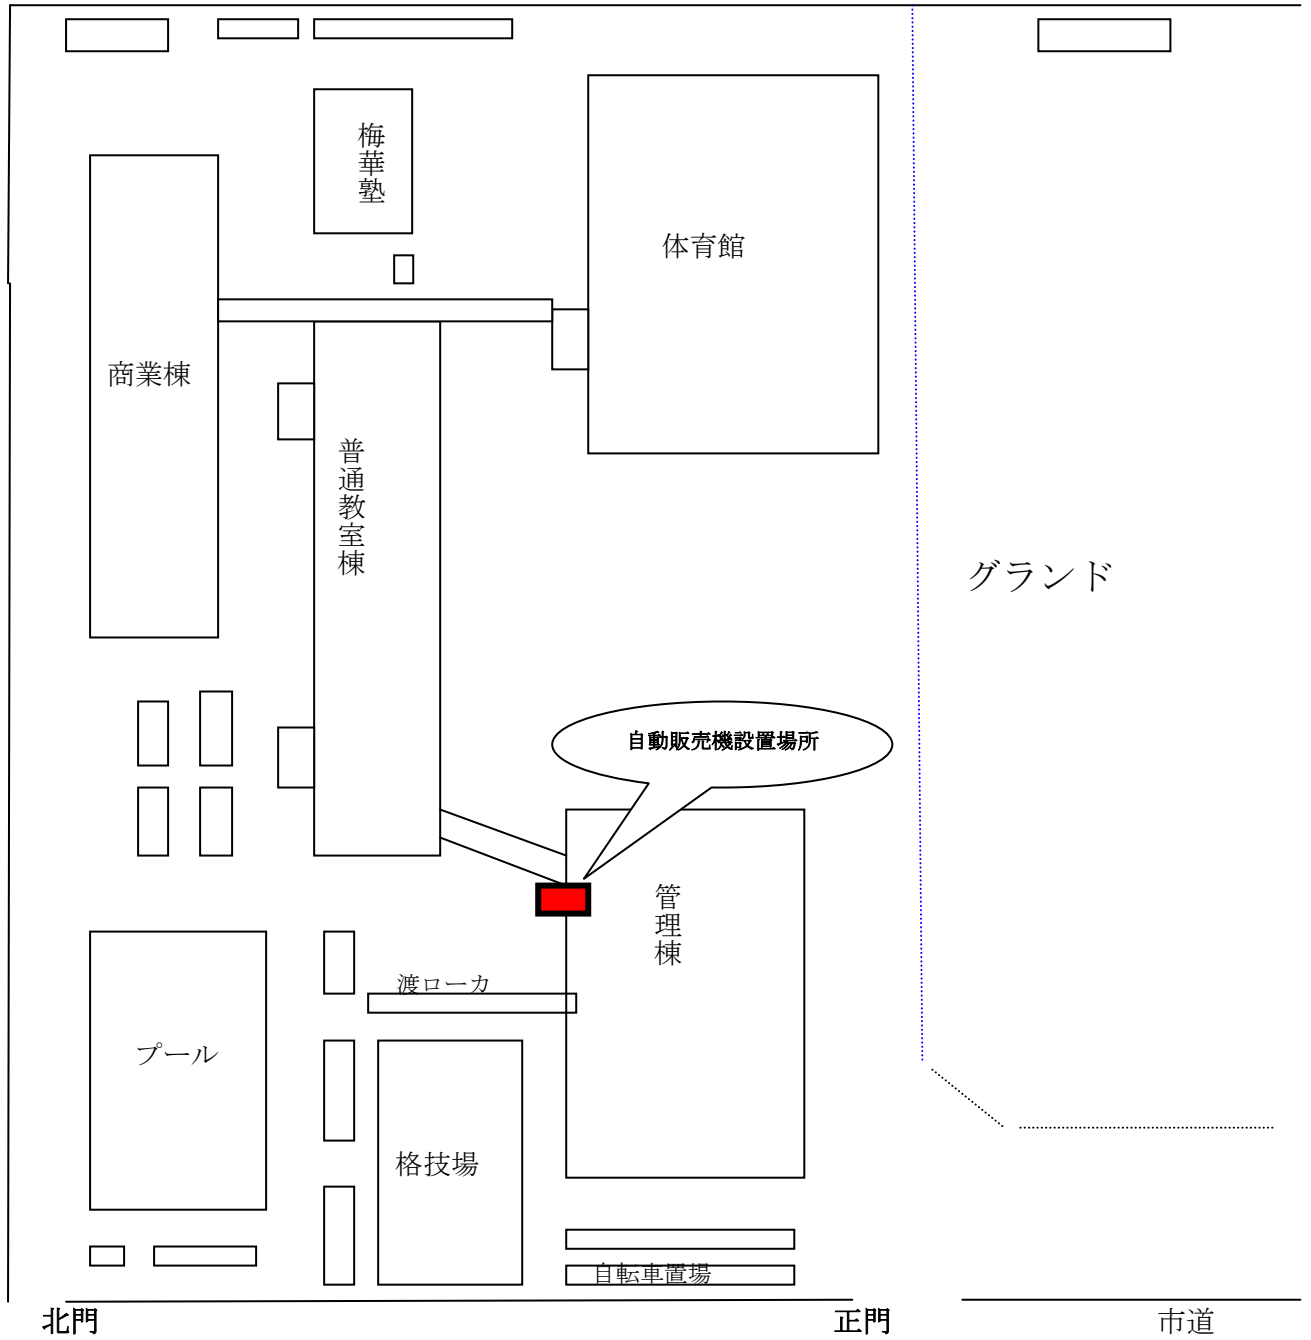 梅華塾
体育館
商業棟
普通教室棟
グランド
自動販売機設置場所
管理棟
渡ローカ
プール
格技場
自転車置場
北門
正門
市道